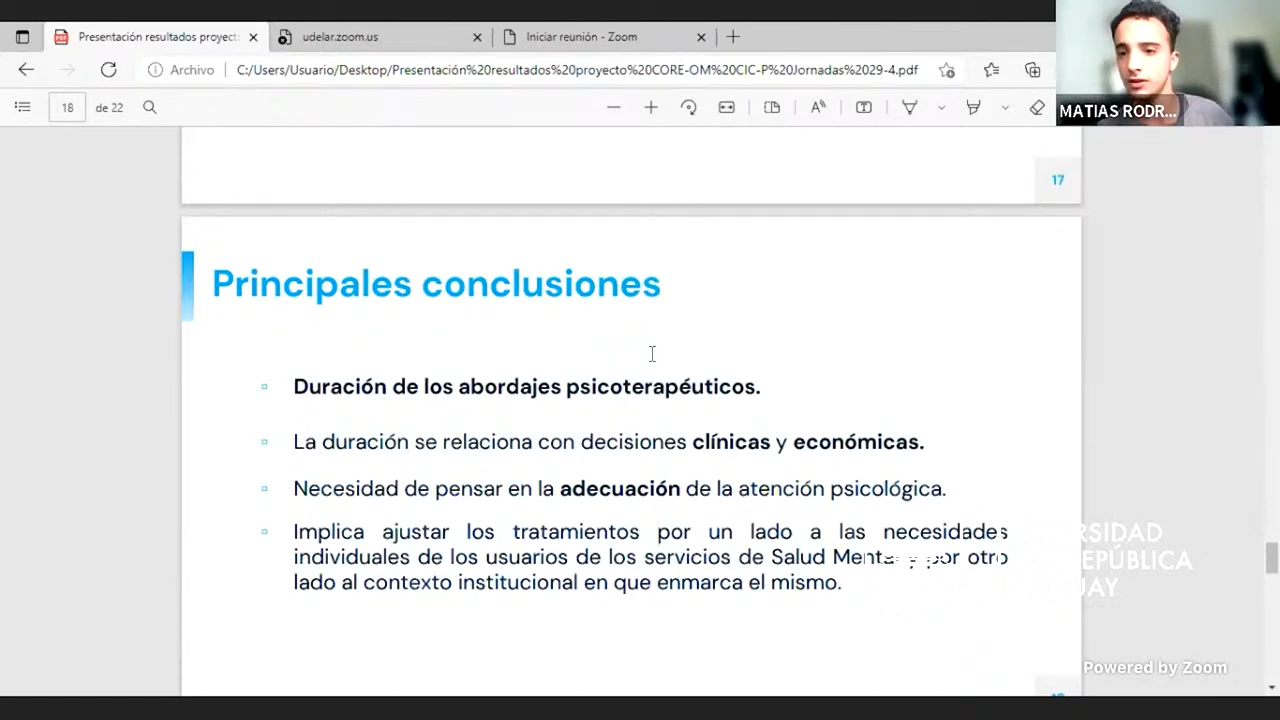 Presentación resultados proyect
udelar.zoom.us
Iniciar reunión - Zoom
Archivo
C:/Users/Usuario/Desktop/Presentación%20resultados%20proyecto%20CORE-OM%20CIC-P%20Jornadas%2029-4.pdf
18 de 22
MATIAS RODR...
17
Principales conclusiones
Duración de los abordajes psicoterapéuticos.
La duración se relaciona con decisiones clínicas y económicas.
Necesidad de pensar en la adecuación de la atención psicológica.
Implica ajustar los tratamientos por un lado a las necesidades
individuales de los usuarios de los servicios de Salud Mental y por otro
lado al contexto institucional en que enmarca el mismo.
Powered by Zoom